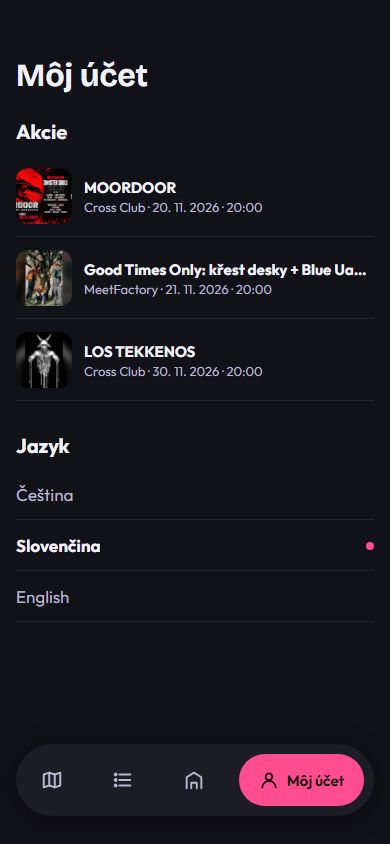 Môj účet
Akcie
MOORDOOR
Cross Club · 20. 11. 2026 · 20:00
Good Times Only: křest desky + Blue Ua...
MeetFactory · 21. 11. 2026 · 20:00
LOS TEKKENOS
Cross Club · 30. 11. 2026 · 20:00
Jazyk
Čeština
Slovenčina
English
Môj účet